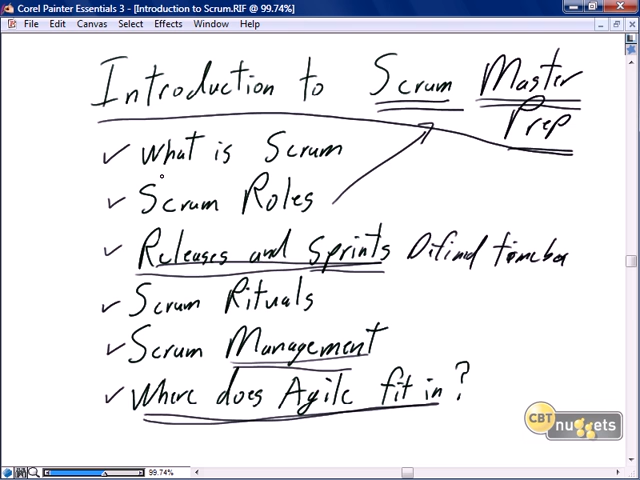 Corel Painter Essentials 3 - [Introduction to Scrum.RIF @ 99.74%]
File Edit Canvas Select Effects Window Help
Introduction to Scrum Master
Prep
✓ What is Scrum
✓ Scrum Roles
✓ Releases and Sprints Difined timebox
✓ Scrum Rituals
✓ Scrum Management
✓ Where does Agile fit in?
CBT
nuggets
99.74%